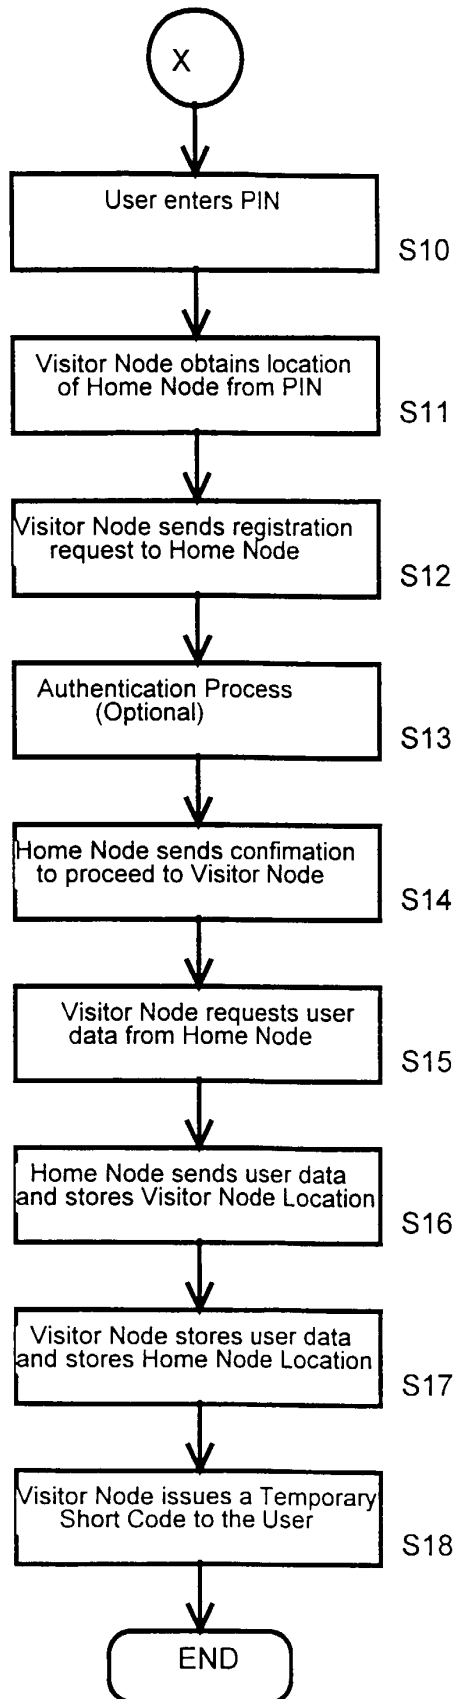 X
User enters PIN
S10
Visitor Node obtains location
of Home Node from PIN
S11
Visitor Node sends registration
request to Home Node
S12
Authentication Process
(Optional)
S13
Home Node sends confimation
to proceed to Visitor Node
S14
Visitor Node requests user
data from Home Node
S15
Home Node sends user data
and stores Visitor Node Location
S16
Visitor Node stores user data
and stores Home Node Location
S17
Visitor Node issues a Temporary
Short Code to the User
S18
END